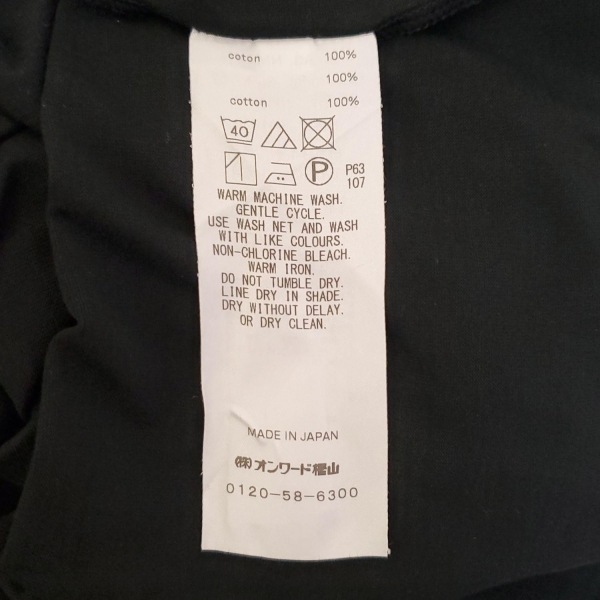 coton 100%
100%
cotton 100%
40
P P63
107
WARM MACHINE WASH.
GENTLE CYCLE.
USE WASH NET AND WASH
WITH LIKE COLOURS.
NON-CHLORINE BLEACH.
WARM IRON.
DO NOT TUMBLE DRY.
LINE DRY IN SHADE.
DRY WITHOUT DELAY.
OR DRY CLEAN.
MADE IN JAPAN
㈱オンワード樫山
0120-58-6300